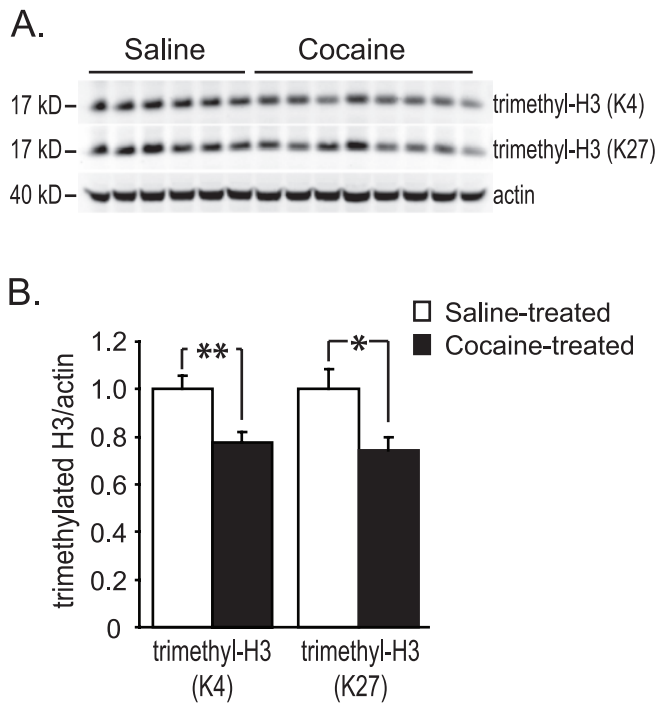 A.
Saline Cocaine
17 kD trimethyl-H3 (K4)
17 kD trimethyl-H3 (K27)
40 kD actin
B.
Saline-treated
Cocaine-treated
trimethylated H3/actin
1.2
1.0
0.8
0.6
0.4
0.2
0
**
*
trimethyl-H3 trimethyl-H3
(K4) (K27)